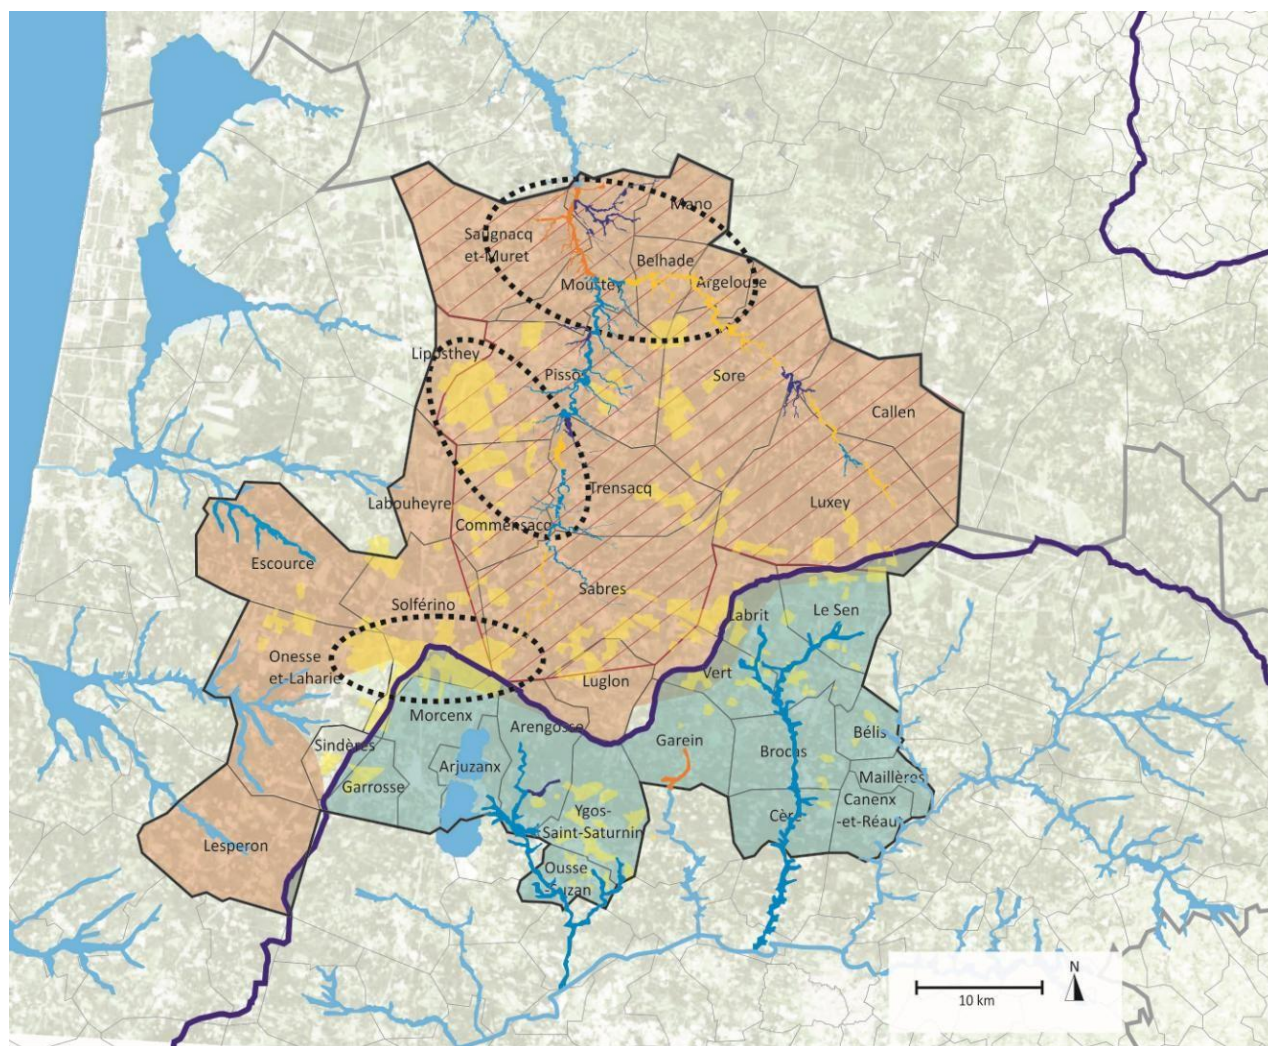 Mano
Saugnacq
et-Muret
Belhade
Moustey
Argelouse
Liposthey
Pissos
Sore
Callen
Labouheyre
Trensacq
Luxey
Commensacq
Escource
Sabres
Solférino
Labrit
Le Sen
Onesse
et-Laharie
Luglon
Vert
Morcenx
Arengosse
Garein
Brocas
Bélis
Sindères
Arjuzanx
Garrosse
Maillères
Canenx
-et-Réau
Ygos-
Saint-Saturnin
Cère
Lesperon
Ousse
-Suzan
N
10 km